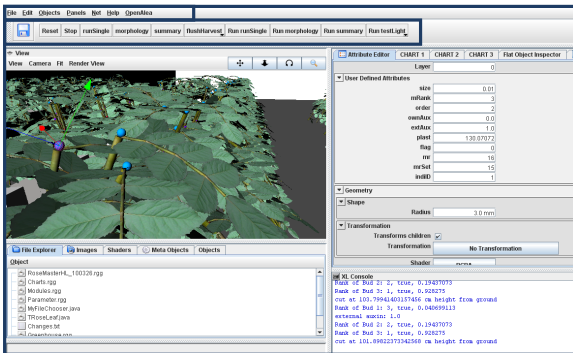 File Edit Objects Panels Net Help OpenAlea
Reset Stop runSingle morphology summary flushHarvest Run runSingle Run morphology Run summary Run testLight
View
View Camera Fit Render View
File Explorer Images Shaders Meta Objects Objects
Object
RoseMasterHL_100326.rgg
Charts.rgg
Modules.rgg
Parameter.rgg
MyFileChooser.java
TRoseLeaf.java
Changes.txt
Greenhouse.rgg
Attribute Editor CHART 1 CHART 2 CHART 3 Flat Object Inspector
Layer 0
User Defined Attributes
size 0.01
mRank 3
order 2
ownAux 0.0
extAux 1.0
plast 130.07072
flag 0
mr 16
mrSet 15
indiID 1
Geometry
Shape
Radius 3.0 mm
Transformation
Transforms children
Transformation No Transformation
Shader RGBA
XL Console
Rank of Bud 2: 2, true, 0.19437073
Rank of Bud 3: 1, true, 0.928275
cut at 103.79941403157456 cm height from ground
Rank of Bud 1: 3, true, 0.040699113
external auxin: 1.0
Rank of Bud 2: 2, true, 0.19437073
Rank of Bud 3: 1, true, 0.928275
cut at 101.89822373342568 cm height from ground